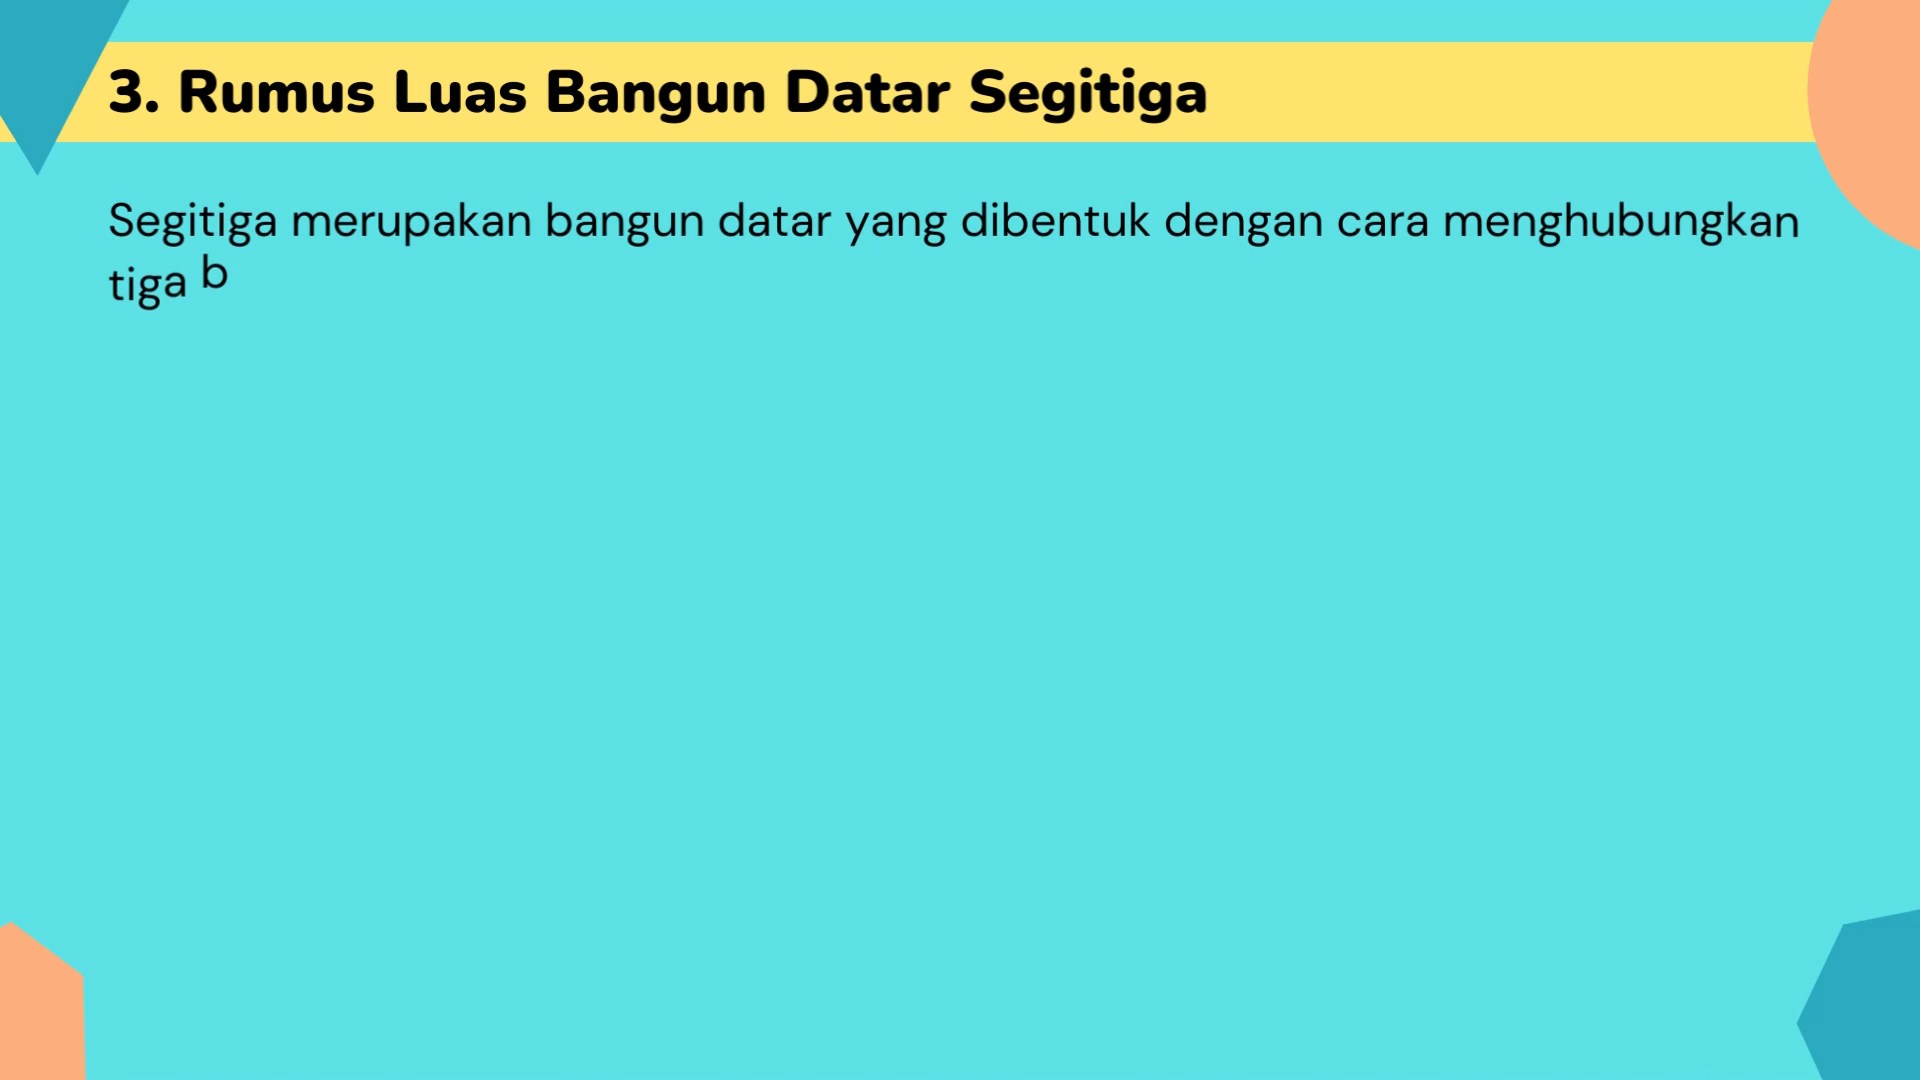 3. Rumus Luas Bangun Datar Segitiga
Segitiga merupakan bangun datar yang dibentuk dengan cara menghubungkan
tiga b